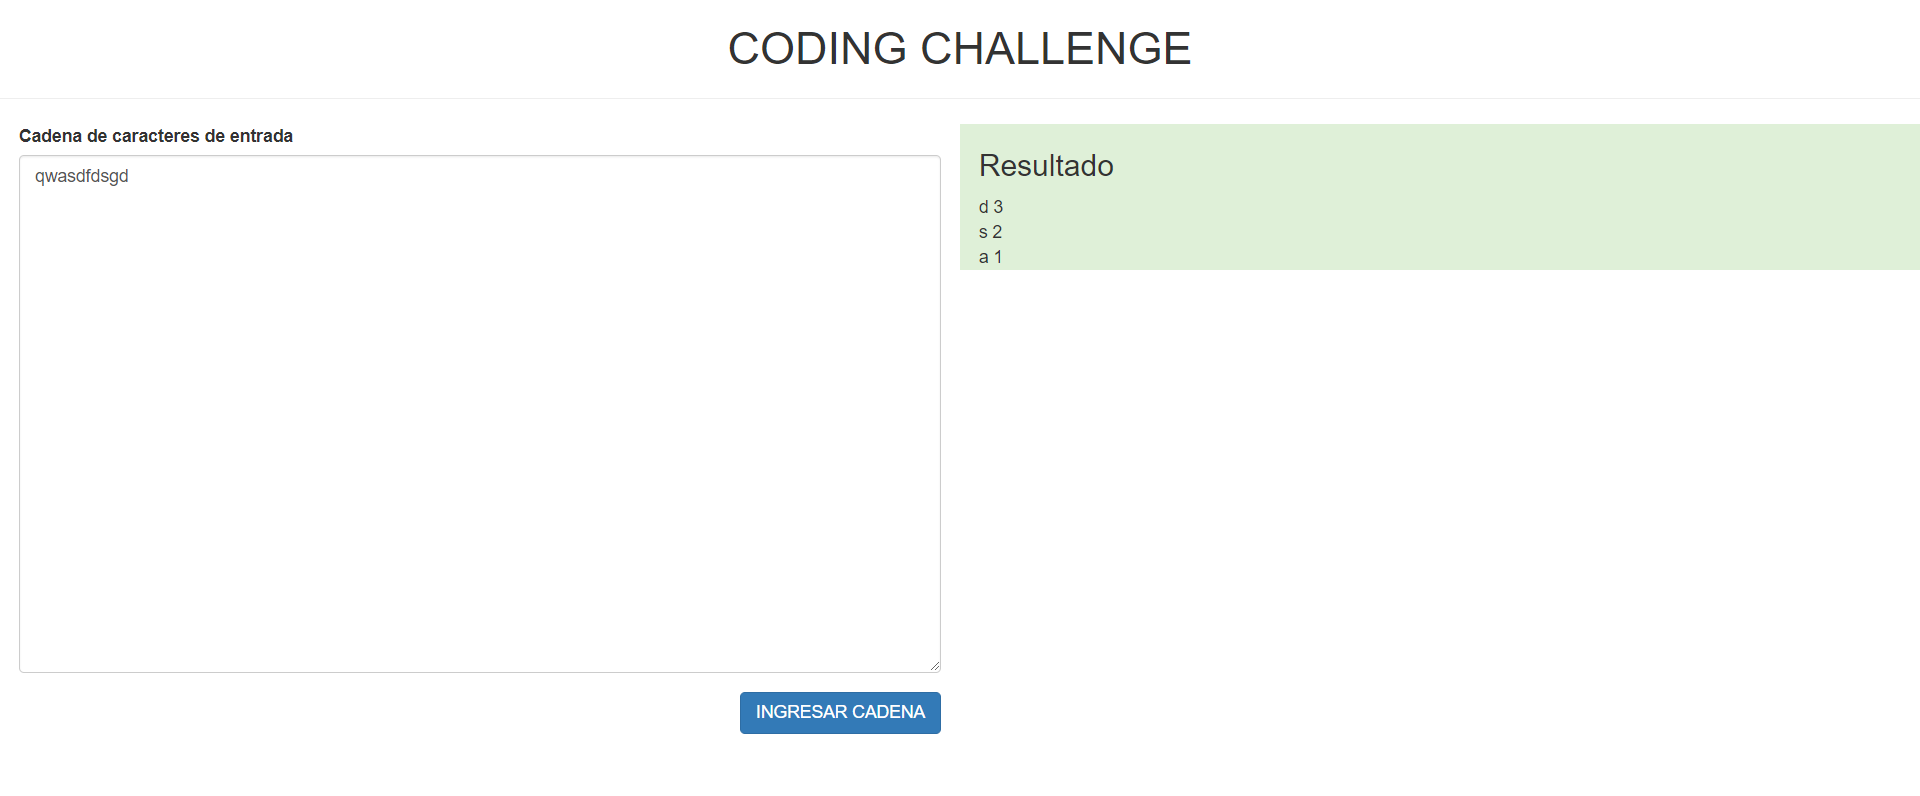 CODING CHALLENGE
Cadena de caracteres de entrada
qwasdfdsgd
INGRESAR CADENA
Resultado
d 3
s 2
a 1